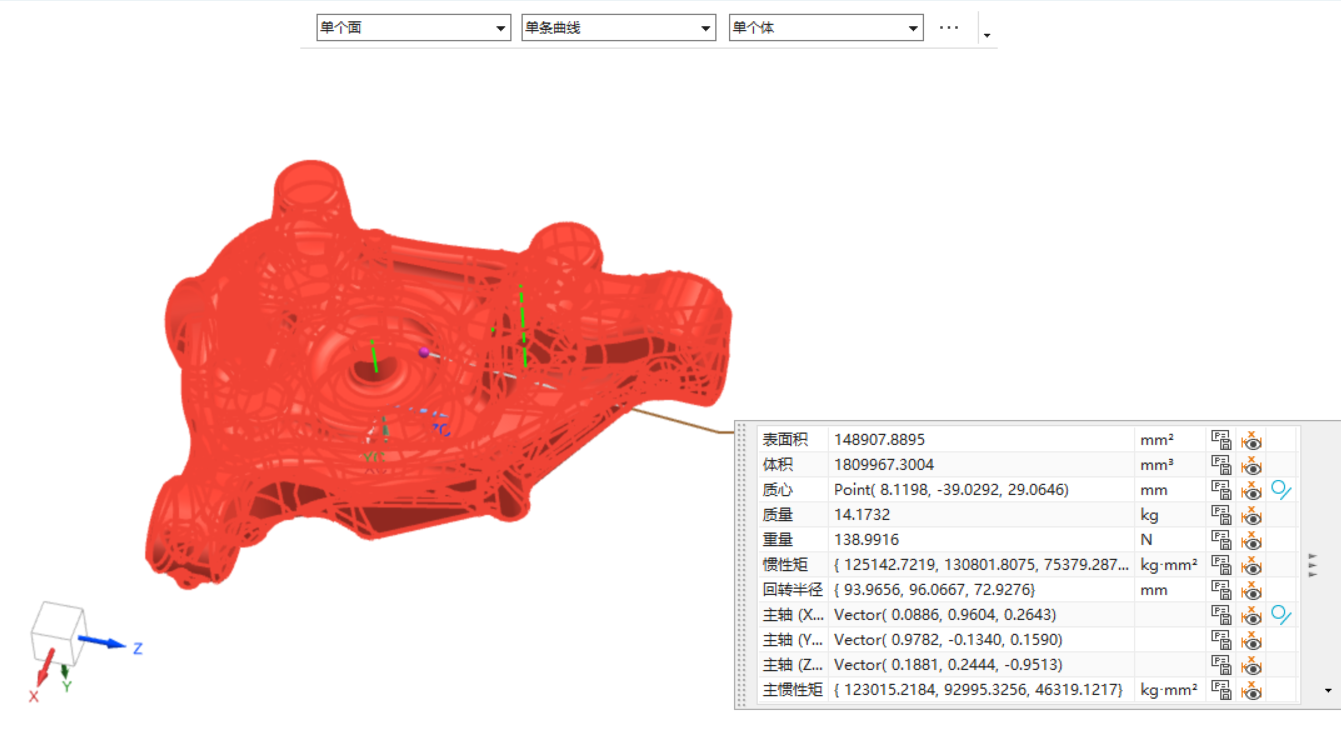 单个面 单条曲线 单个体 ...
ZC
YC
XC
表面积 148907.8895 mm²
体积 1809967.3004 mm³
质心 Point( 8.1198, -39.0292, 29.0646) mm
质量 14.1732 kg
重量 138.9916 N
惯性矩 { 125142.7219, 130801.8075, 75379.287... kg·mm²
回转半径 { 93.9656, 96.0667, 72.9276} mm
主轴 (X... Vector( 0.0886, 0.9604, 0.2643)
主轴 (Y... Vector( 0.9782, -0.1340, 0.1590)
主轴 (Z... Vector( 0.1881, 0.2444, -0.9513)
主惯性矩 { 123015.2184, 92995.3256, 46319.1217} kg·mm²
Z
Y
X